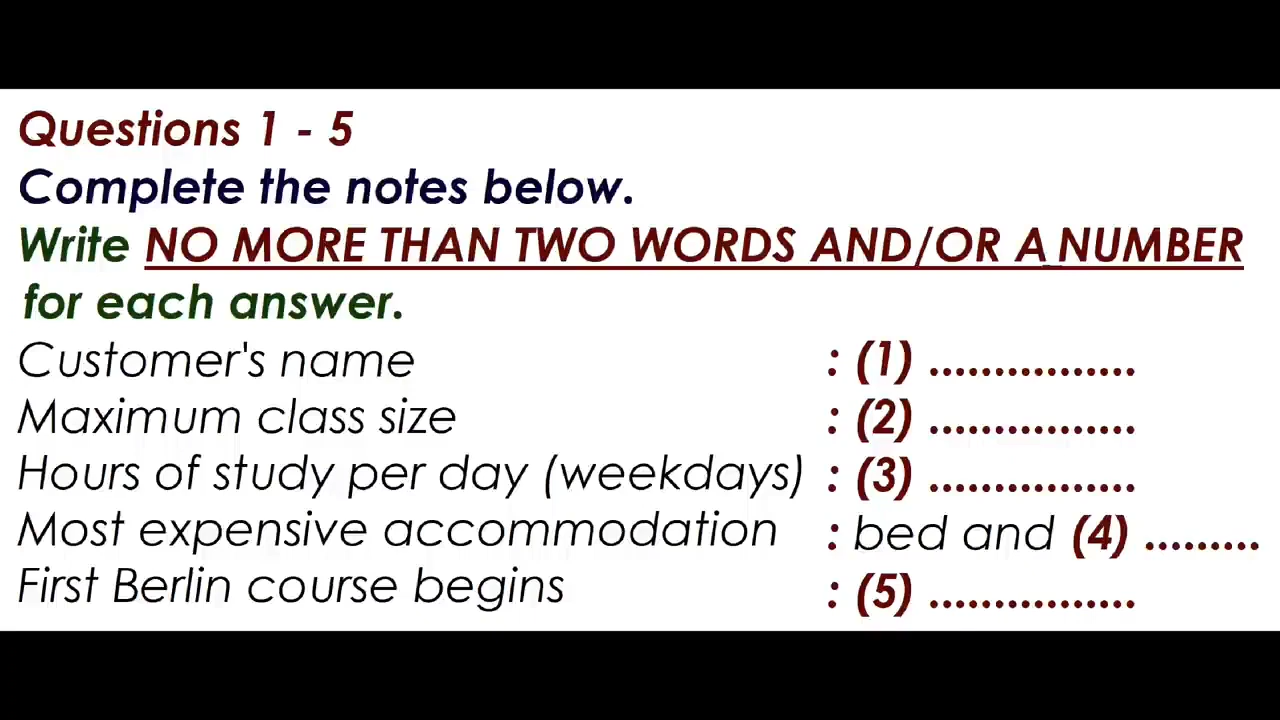 Questions 1 - 5
Complete the notes below.
Write NO MORE THAN TWO WORDS AND/OR A NUMBER
for each answer.
Customer's name : (1) ................
Maximum class size : (2) ................
Hours of study per day (weekdays) : (3) ................
Most expensive accommodation : bed and (4) .........
First Berlin course begins : (5) ................